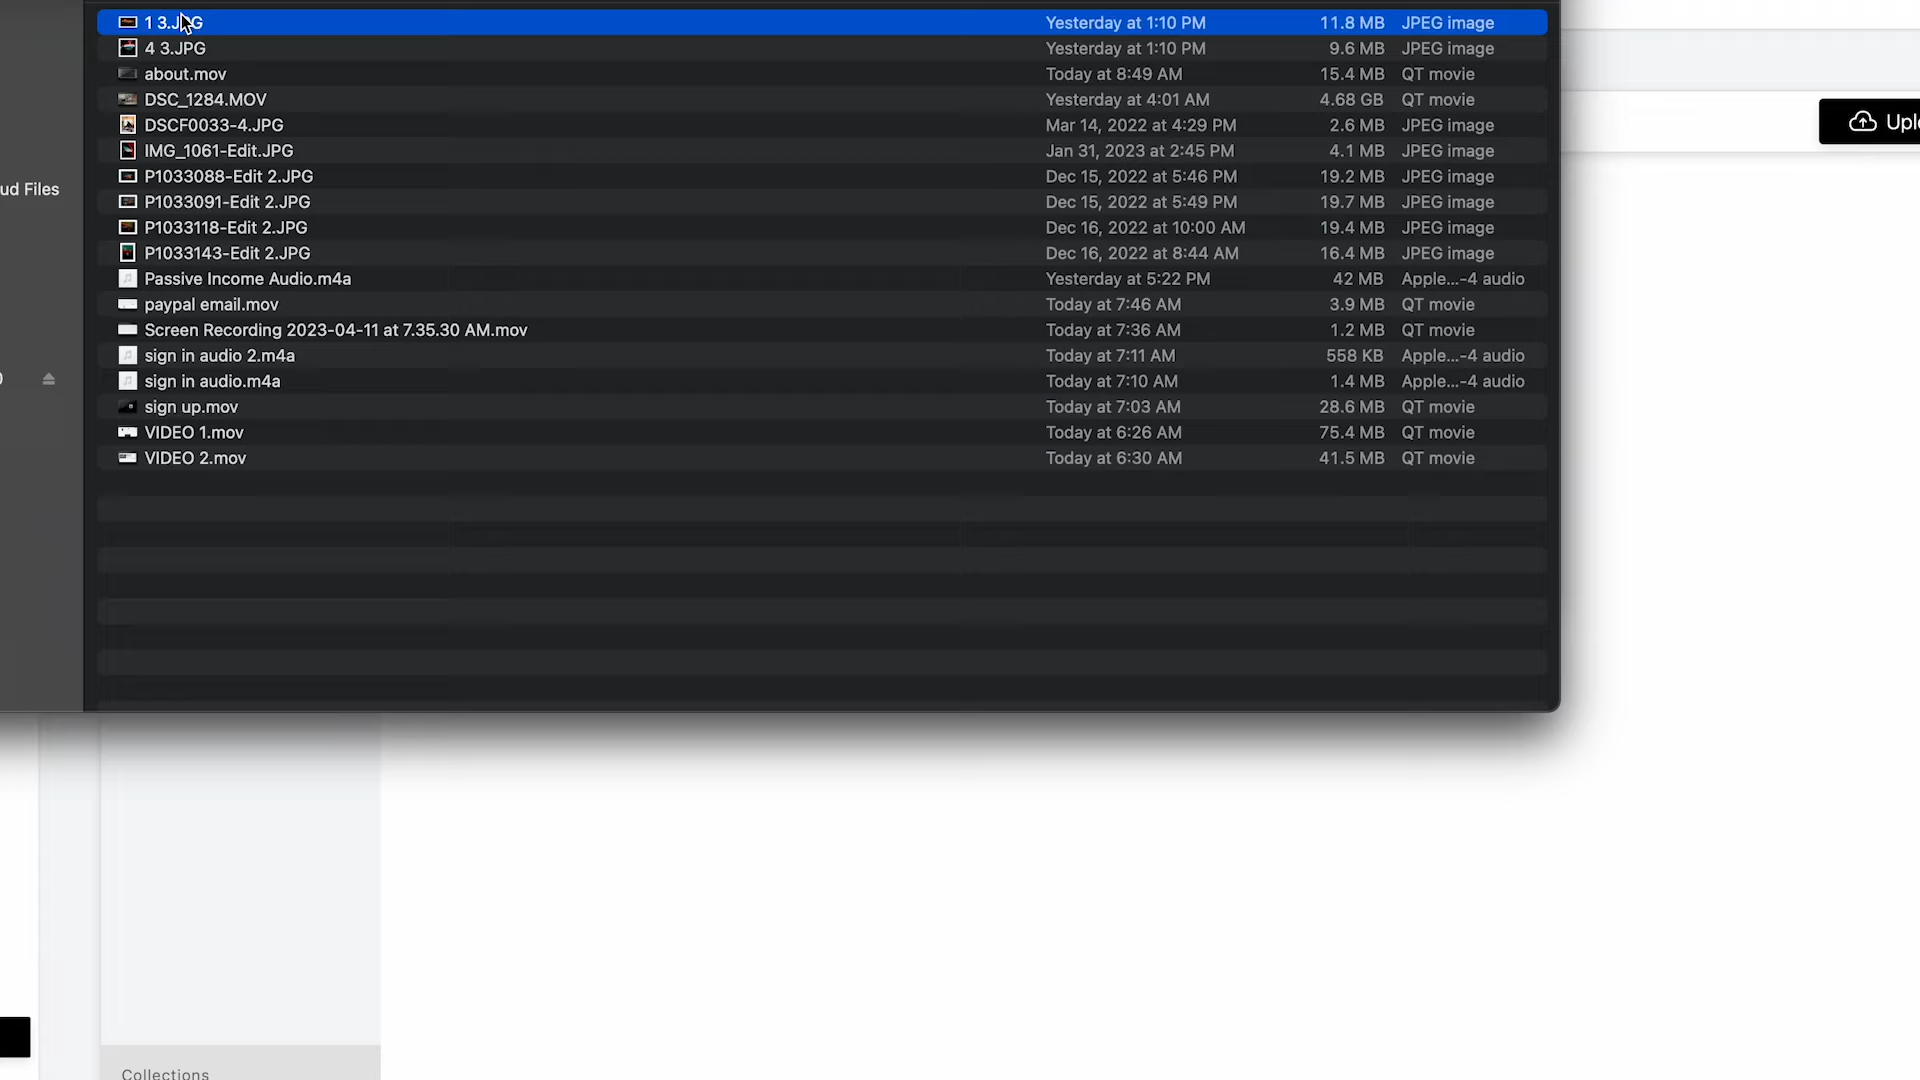 1 3.JPG Yesterday at 1:10 PM 11.8 MB JPEG image
4 3.JPG Yesterday at 1:10 PM 9.6 MB JPEG image
about.mov Today at 8:49 AM 15.4 MB QT movie
DSC_1284.MOV Yesterday at 4:01 AM 4.68 GB QT movie
DSCF0033-4.JPG Mar 14, 2022 at 4:29 PM 2.6 MB JPEG image
Uplo
IMG_1061-Edit.JPG Jan 31, 2023 at 2:45 PM 4.1 MB JPEG image
P1033088-Edit 2.JPG Dec 15, 2022 at 5:46 PM 19.2 MB JPEG image
ud Files
P1033091-Edit 2.JPG Dec 15, 2022 at 5:49 PM 19.7 MB JPEG image
P1033118-Edit 2.JPG Dec 16, 2022 at 10:00 AM 19.4 MB JPEG image
P1033143-Edit 2.JPG Dec 16, 2022 at 8:44 AM 16.4 MB JPEG image
Passive Income Audio.m4a Yesterday at 5:22 PM 42 MB Apple...-4 audio
paypal email.mov Today at 7:46 AM 3.9 MB QT movie
Screen Recording 2023-04-11 at 7.35.30 AM.mov Today at 7:36 AM 1.2 MB QT movie
sign in audio 2.m4a Today at 7:11 AM 558 KB Apple...-4 audio
sign in audio.m4a Today at 7:10 AM 1.4 MB Apple...-4 audio
sign up.mov Today at 7:03 AM 28.6 MB QT movie
VIDEO 1.mov Today at 6:26 AM 75.4 MB QT movie
VIDEO 2.mov Today at 6:30 AM 41.5 MB QT movie
Collections